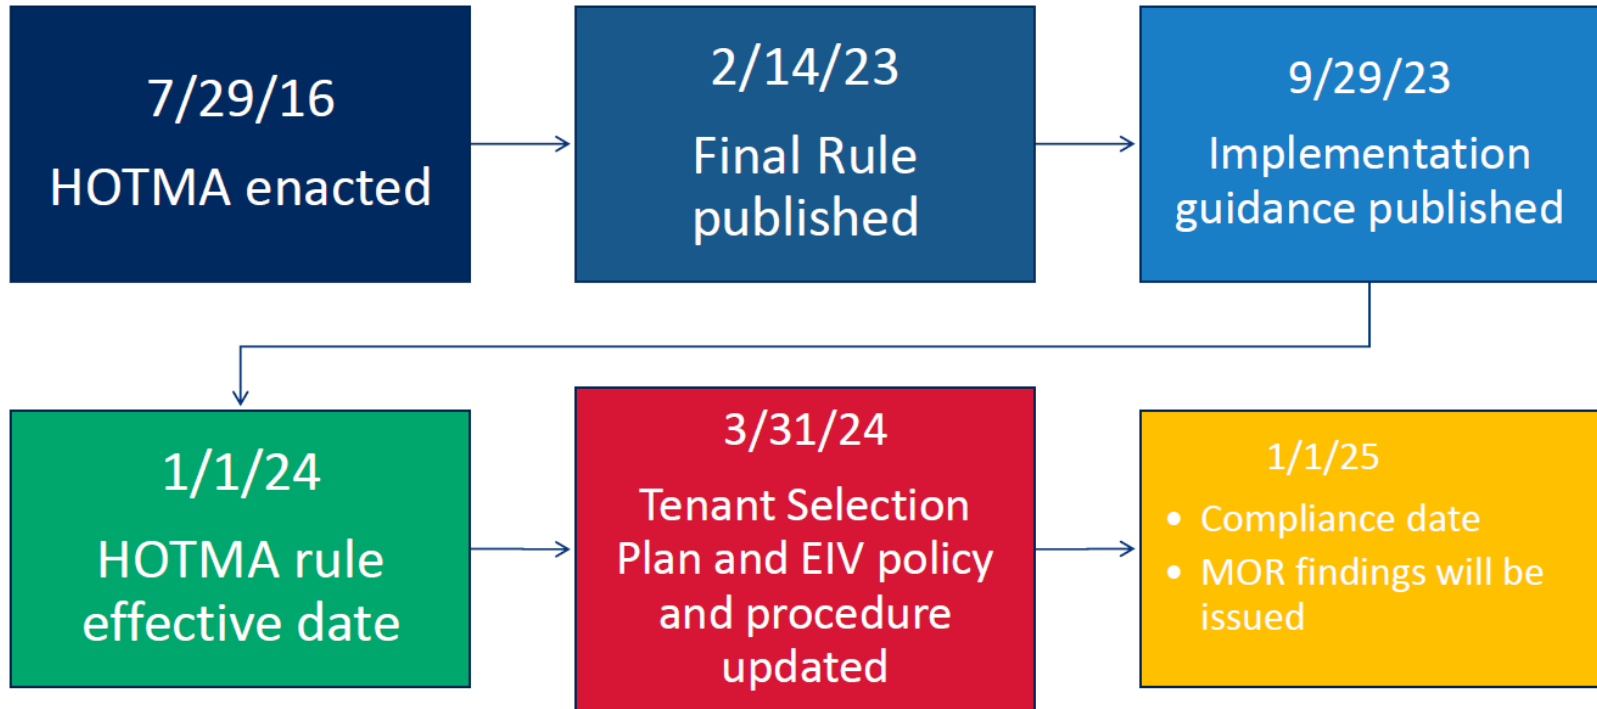 7/29/16
HOTMA enacted
2/14/23
Final Rule
published
9/29/23
Implementation
guidance published
1/1/24
HOTMA rule
effective date
3/31/24
Tenant Selection
Plan and EIV policy
and procedure
updated
1/1/25
• Compliance date
• MOR findings will be
issued